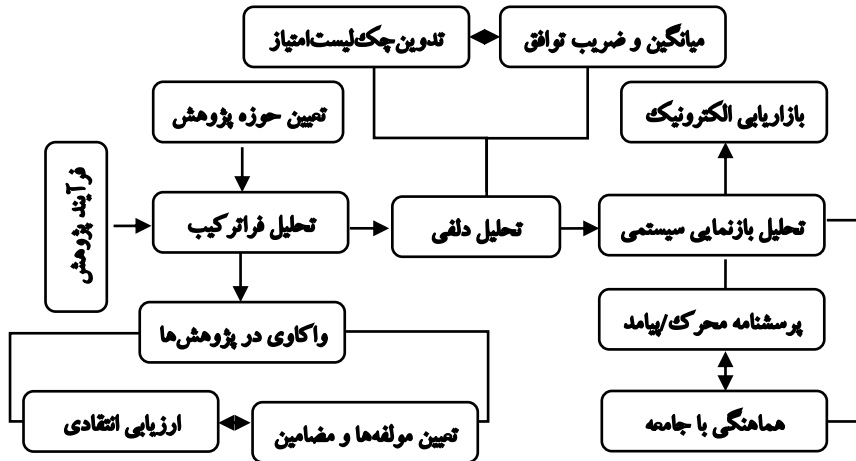 میانگین و ضریب توافق
تدوین چک‌لیست امتیاز
بازاریابی الکترونیک
تعیین حوزه پژوهش
فرآیند پژوهش
تحلیل فراترکیب
تحلیل دلفی
تحلیل بازنمایی سیستمی
واکاوی در پژوهش‌ها
پرسشنامه محرک/پیامد
ارزیابی انتقادی
تعیین مولفه‌ها و مضامین
هماهنگی با جامعه